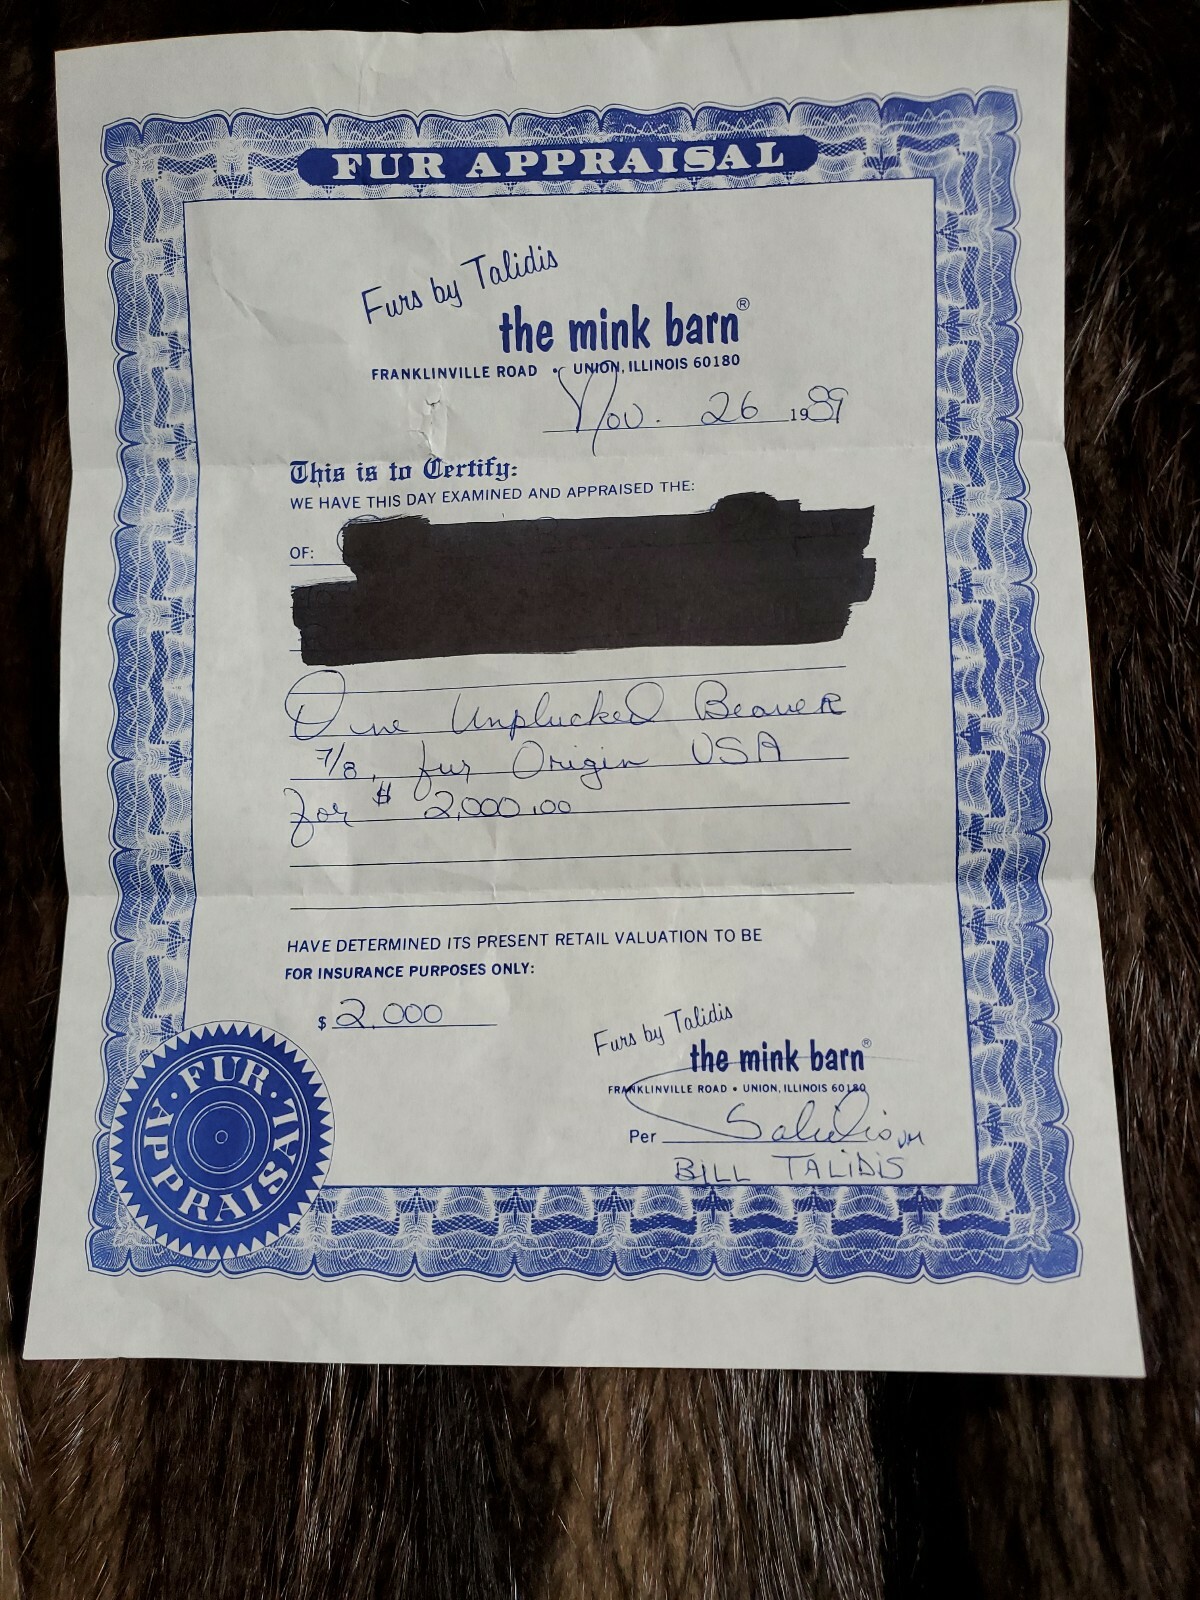 FUR APPRAISAL
Furs by Talidis
the mink barn®
FRANKLINVILLE ROAD • UNION, ILLINOIS 60180
Nov. 26 1989
This is to Certify:
WE HAVE THIS DAY EXAMINED AND APPRAISED THE:
OF:
One Unplucked BeaveR
7/8, fur Origin USA
for $ 2,000.00
HAVE DETERMINED ITS PRESENT RETAIL VALUATION TO BE
FOR INSURANCE PURPOSES ONLY:
$ 2,000
Furs by Talidis
the mink barn®
FRANKLINVILLE ROAD • UNION, ILLINOIS 60180
Per
BILL TALIDIS
FUR APPRAISAL